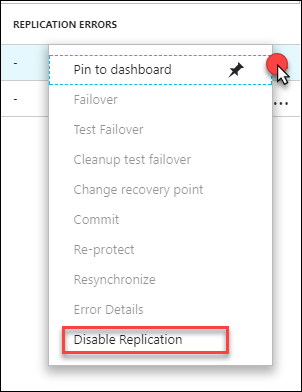 REPLICATION ERRORS
-
Pin to dashboard
Failover
Test Failover
-
...
Cleanup test failover
Change recovery point
Commit
Re-protect
Resynchronize
Error Details
Disable Replication